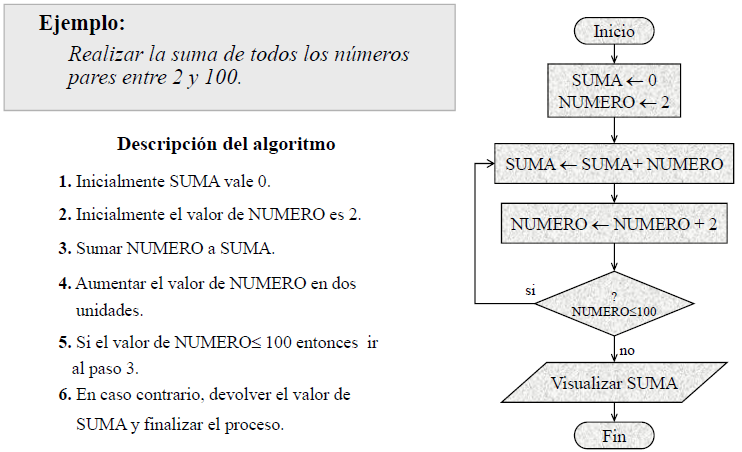 Ejemplo:
Realizar la suma de todos los números
pares entre 2 y 100.
Descripción del algoritmo
1. Inicialmente SUMA vale 0.
2. Inicialmente el valor de NUMERO es 2.
3. Sumar NUMERO a SUMA.
4. Aumentar el valor de NUMERO en dos
unidades.
5. Si el valor de NUMERO≤ 100 entonces ir
al paso 3.
6. En caso contrario, devolver el valor de
SUMA y finalizar el proceso.
Inicio
SUMA ← 0
NUMERO ← 2
SUMA ← SUMA+ NUMERO
NUMERO ← NUMERO + 2
si
?
NUMERO≤100
no
Visualizar SUMA
Fin